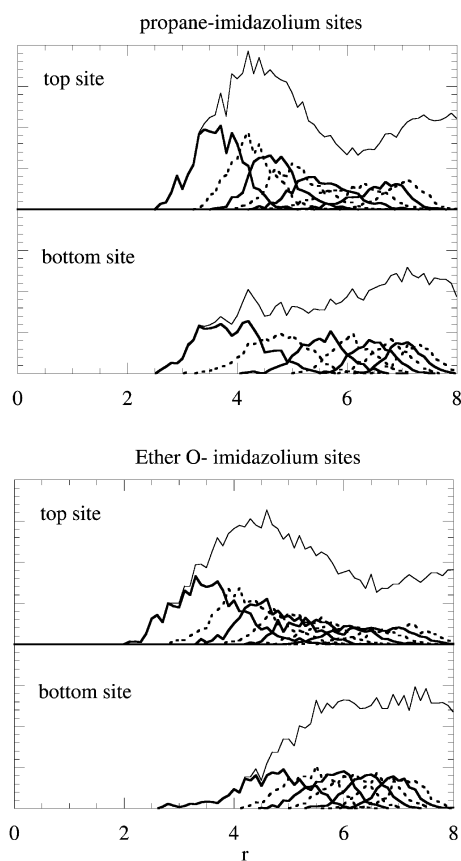 propane-imidazolium sites
top site
bottom site
0 2 4 6 8
Ether O- imidazolium sites
top site
bottom site
0 2 4 6 8
r